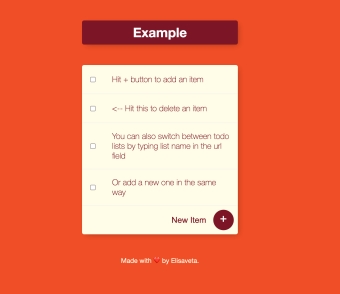 Example
Hit + button to add an item
<-- Hit this to delete an item
You can also switch between todo
lists by typing list name in the url
field
Or add a new one in the same
way
New Item +
Made with ❤️ by Elisaveta.